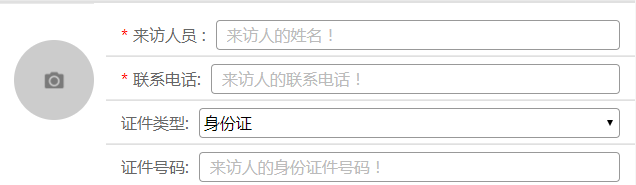 * 来访人员： 来访人的姓名！
* 联系电话: 来访人的联系电话！
证件类型: 身份证
证件号码: 来访人的身份证件号码！